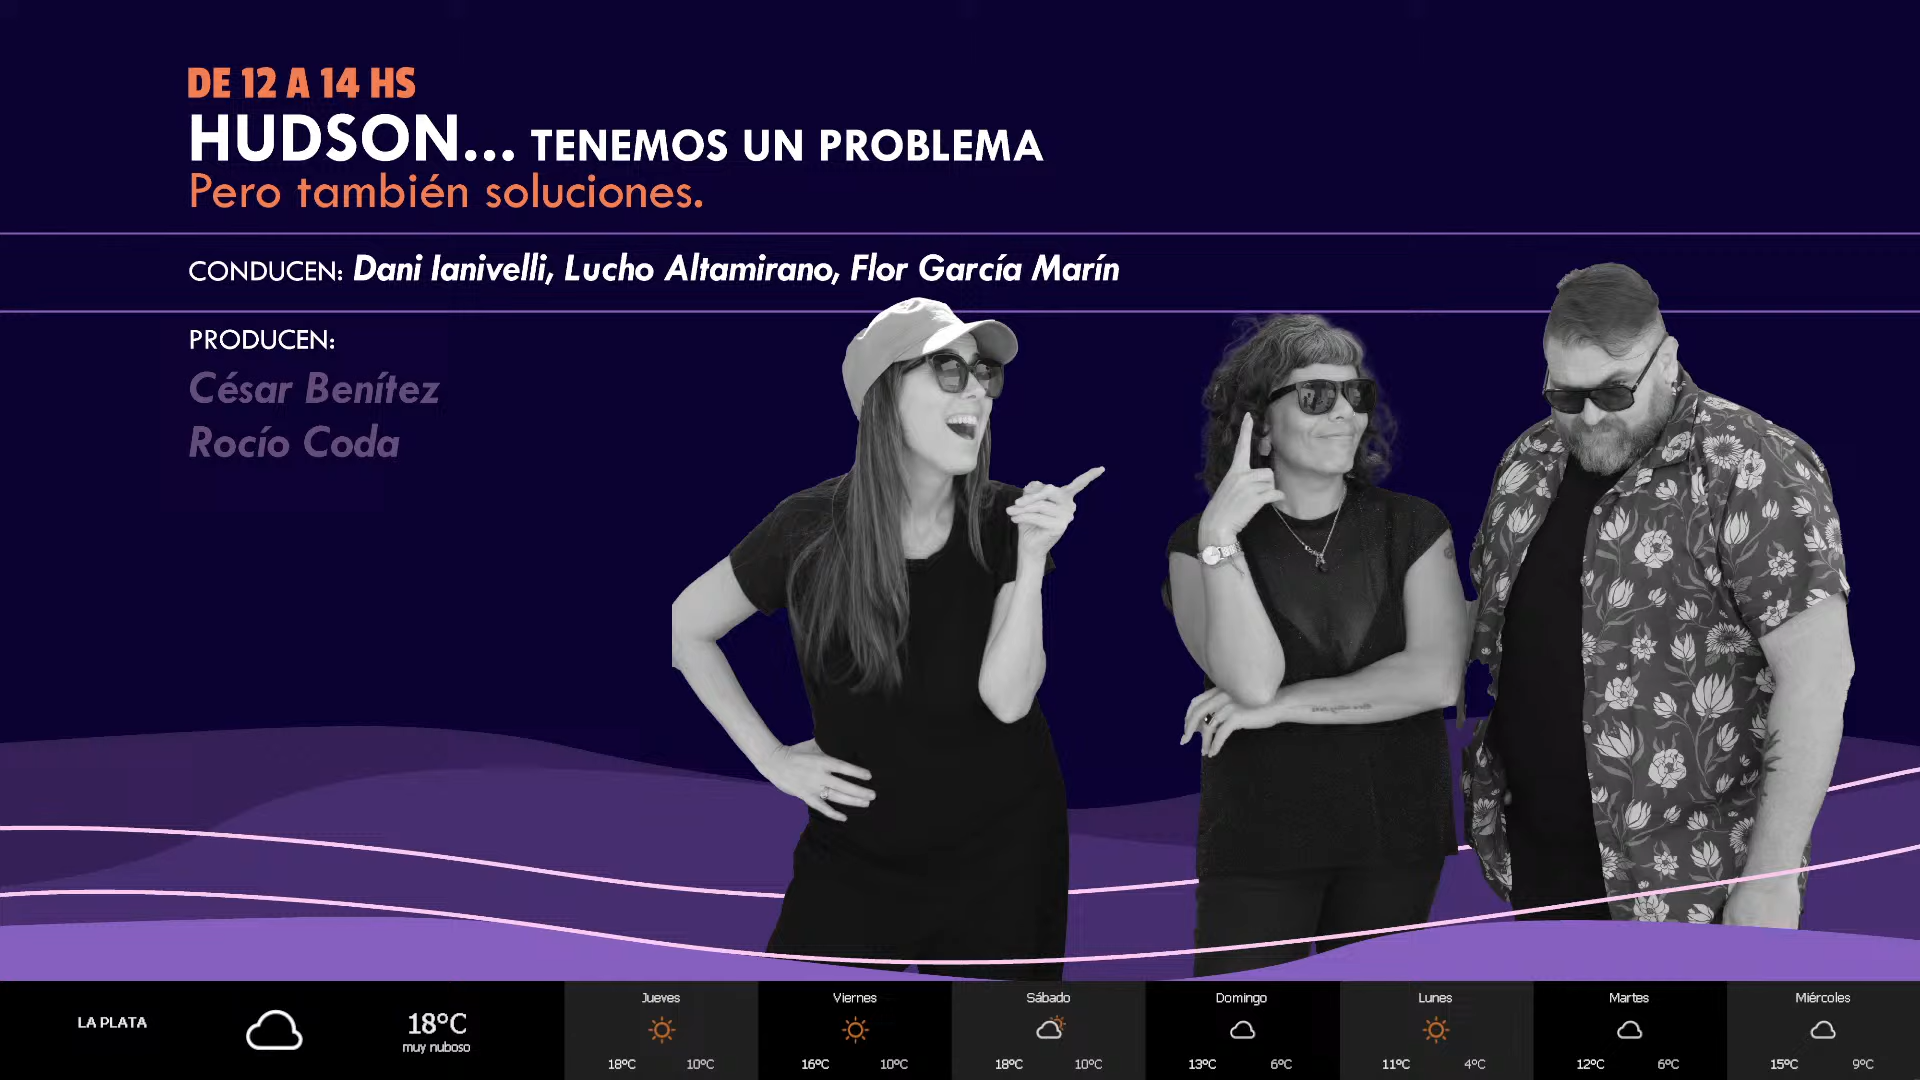 DE 12 A 14 HS
HUDSON... TENEMOS UN PROBLEMA
Pero también soluciones.
CONDUCEN: Dani Ianivelli, Lucho Altamirano, Flor García Marín
PRODUCEN:
César Benítez
Rocío Coda
LA PLATA
18°C
muy nuboso
Jueves
18°C 10°C
Viernes
16°C 10°C
Sábado
18°C 10°C
Domingo
13°C 6°C
Lunes
11°C 4°C
Martes
12°C 6°C
Miércoles
15°C 9°C